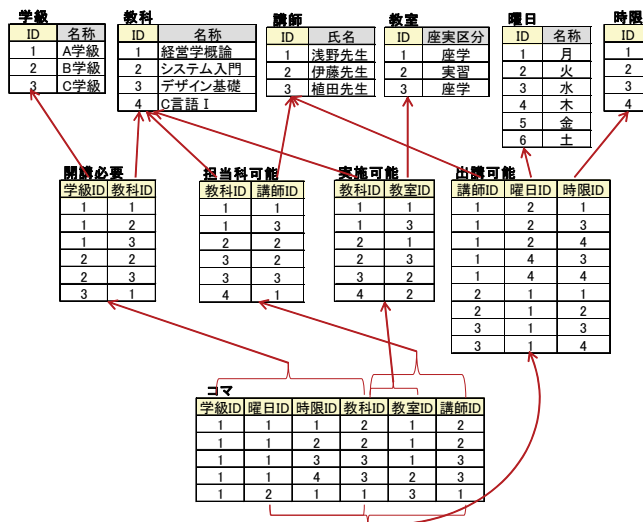 学級 教科 講師 教室 曜日 時限
ID 名称 ID 名称 ID 氏名 ID 座実区分 ID 名称 ID
1 A学級 1 経営学概論 1 浅野先生 1 座学 1 月 1
2 B学級 2 システム入門 2 伊藤先生 2 実習 2 火 2
3 C学級 3 デザイン基礎 3 植田先生 3 座学 3 水 3
4 C言語Ⅰ 4 木 4
5 金
6 土
開講必要 担当科可能 実施可能 出講可能
学級ID 教科ID 教科ID 講師ID 教科ID 教室ID 講師ID 曜日ID 時限ID
1 1 1 1 1 1 1 2 1
1 2 1 3 1 3 1 2 3
1 3 2 2 2 1 1 2 4
2 2 3 2 2 3 1 4 3
2 3 3 3 3 2 1 4 4
3 1 4 1 4 2 2 1 1
2 1 2
3 1 3
3 1 4
コマ
学級ID 曜日ID 時限ID 教科ID 教室ID 講師ID
1 1 1 2 1 2
1 1 2 2 1 2
1 1 3 3 1 3
1 1 4 3 2 3
1 2 1 1 3 1